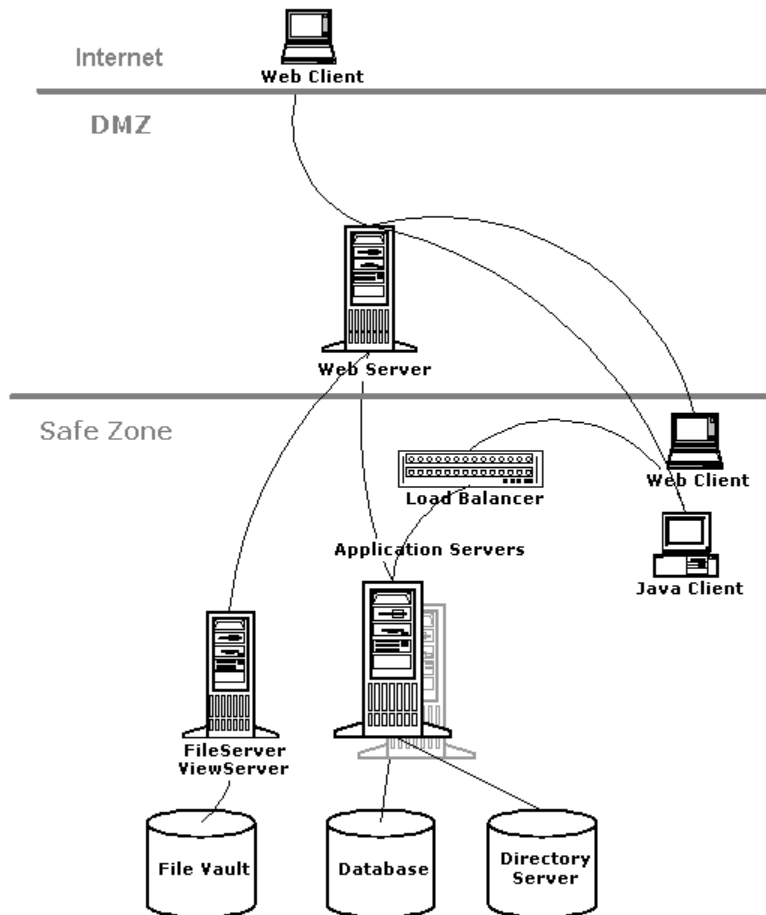 Internet
Web Client
DMZ
Web Server
Safe Zone
Web Client
Load Balancer
Application Servers
Java Client
FileServer
ViewServer
File Vault
Database
Directory
Server